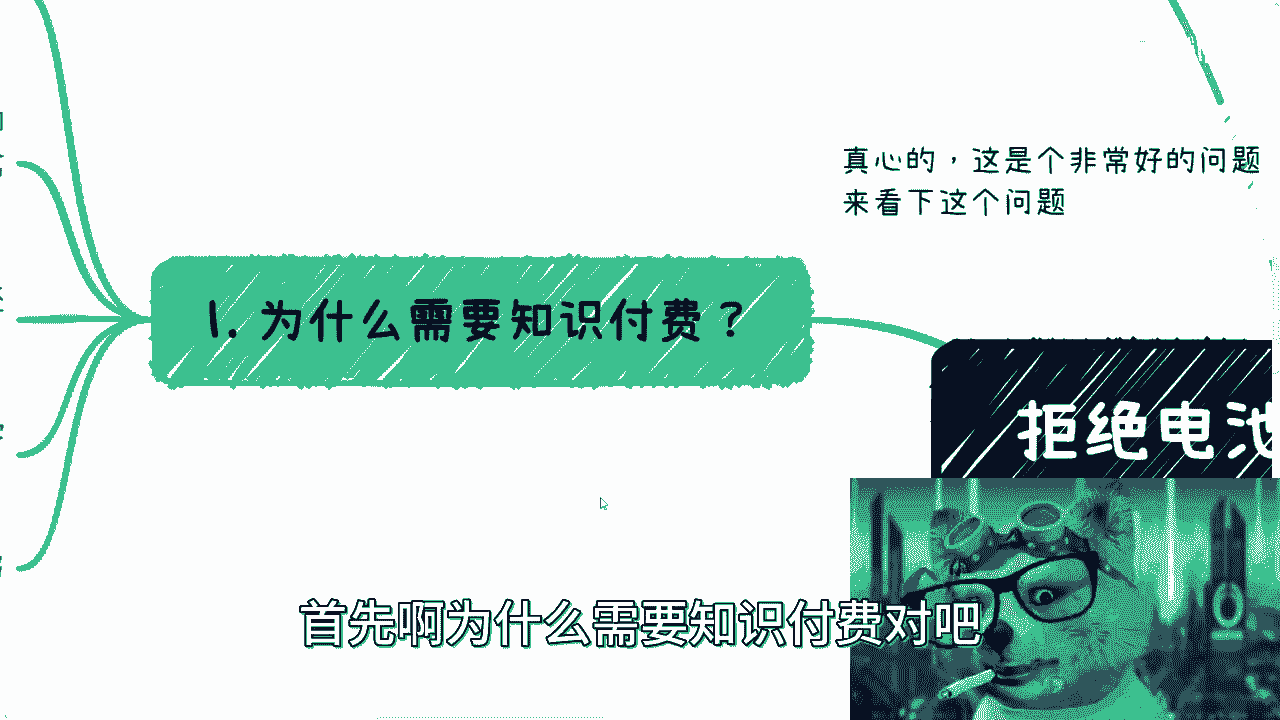 真心的，这是个非常好的问题
来看下这个问题
1. 为什么需要知识付费？
拒绝电池
首先啊为什么需要知识付费对吧